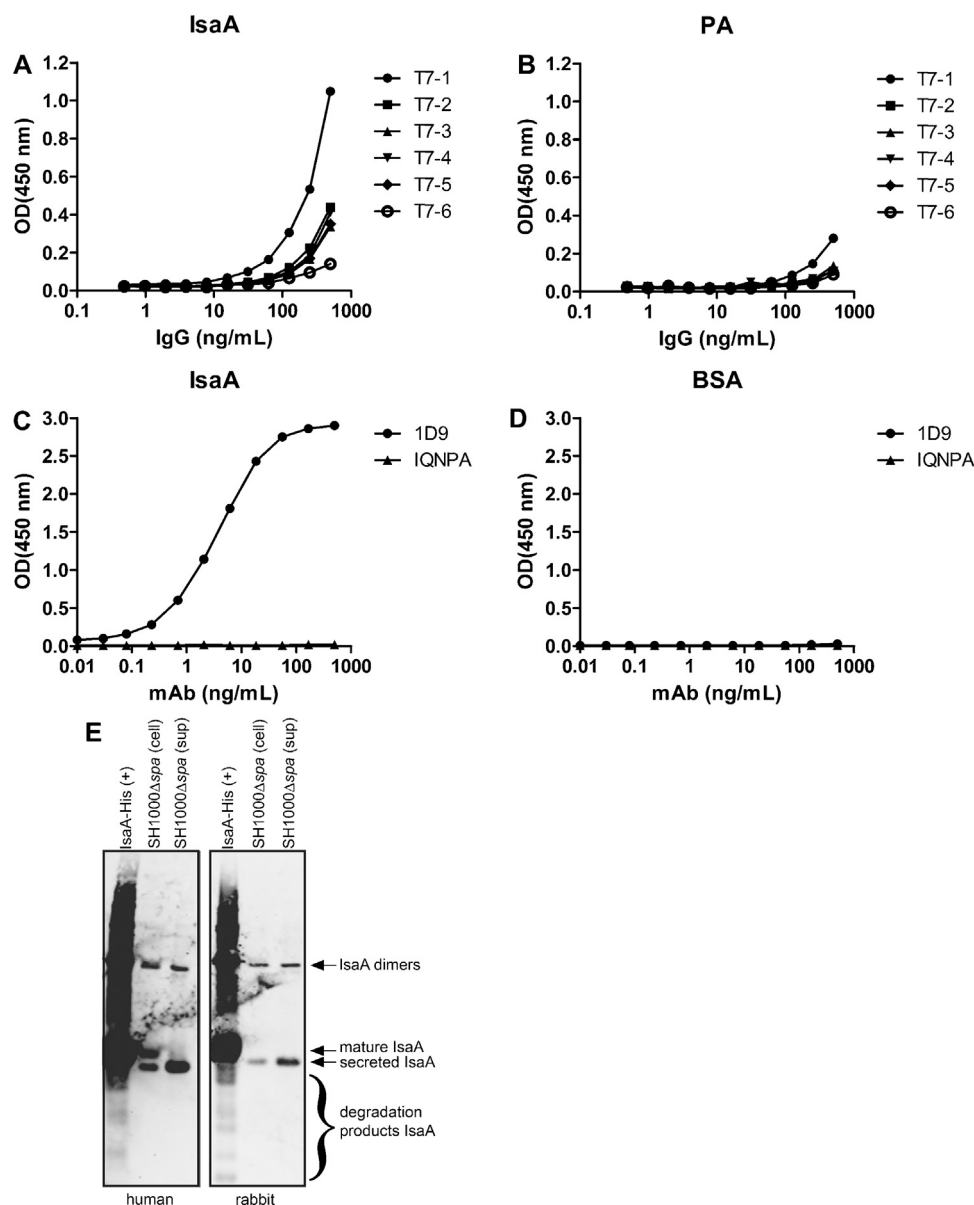 IsaA
A
OD(450 nm)
1.2
1.0
0.8
0.6
0.4
0.2
0.0
0.1
1
10
100
1000
IgG (ng/mL)
T7-1
T7-2
T7-3
T7-4
T7-5
T7-6
PA
B
OD(450 nm)
1.2
1.0
0.8
0.6
0.4
0.2
0.0
0.1
1
10
100
1000
IgG (ng/mL)
T7-1
T7-2
T7-3
T7-4
T7-5
T7-6
IsaA
C
OD(450 nm)
3.0
2.5
2.0
1.5
1.0
0.5
0.0
0.01
0.1
1
10
100
1000
mAb (ng/mL)
1D9
IQNPA
BSA
D
OD(450 nm)
3.0
2.5
2.0
1.5
1.0
0.5
0.0
0.01
0.1
1
10
100
1000
mAb (ng/mL)
1D9
IQNPA
E
IsaA-His (+)
SH1000Δspa (cell)
SH1000Δspa (sup)
IsaA-His (+)
SH1000Δspa (cell)
SH1000Δspa (sup)
IsaA dimers
mature IsaA
secreted IsaA
degradation
products IsaA
human
rabbit